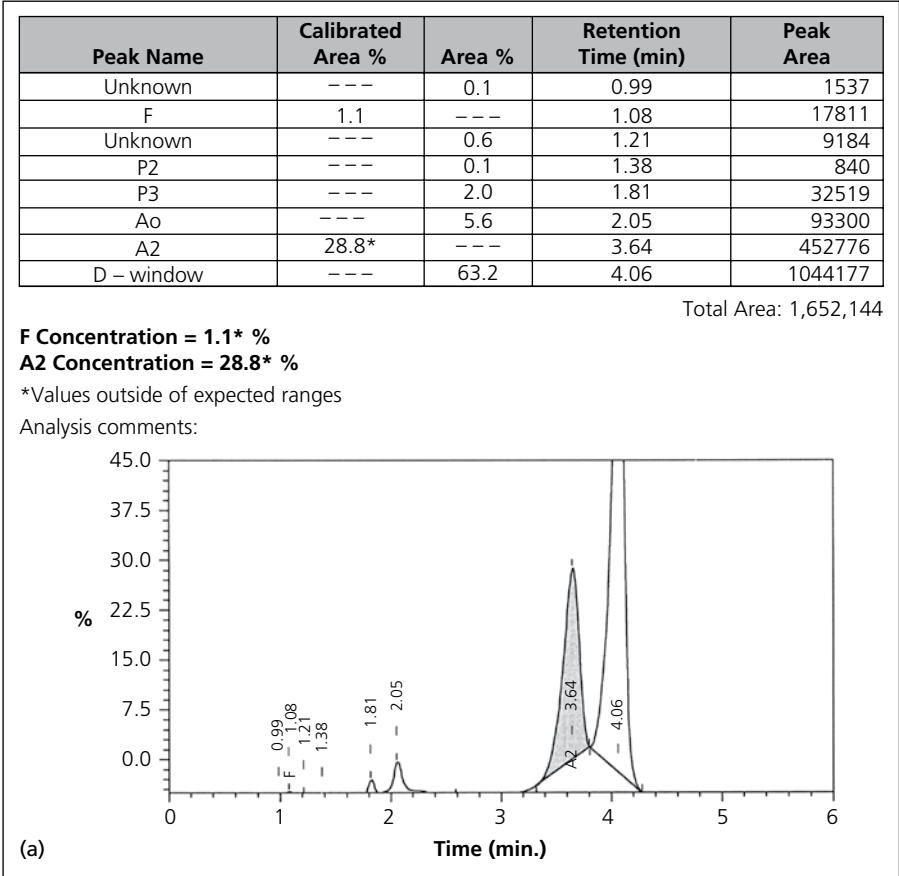 Peak Name Calibrated Area % Area % Retention Time (min) Peak Area
Unknown – – – 0.1 0.99 1537
F 1.1 – – – 1.08 17811
Unknown – – – 0.6 1.21 9184
P2 – – – 0.1 1.38 840
P3 – – – 2.0 1.81 32519
Ao – – – 5.6 2.05 93300
A2 28.8* – – – 3.64 452776
D – window – – – 63.2 4.06 1044177
Total Area: 1,652,144
F Concentration = 1.1* %
A2 Concentration = 28.8* %
*Values outside of expected ranges
Analysis comments:
45.0
37.5
30.0
22.5
%
15.0
7.5
0.0
0.99
1.08
F
1.21
1.38
1.81
2.05
A2
3.64
4.06
0 1 2 3 4 5 6
(a) Time (min.)